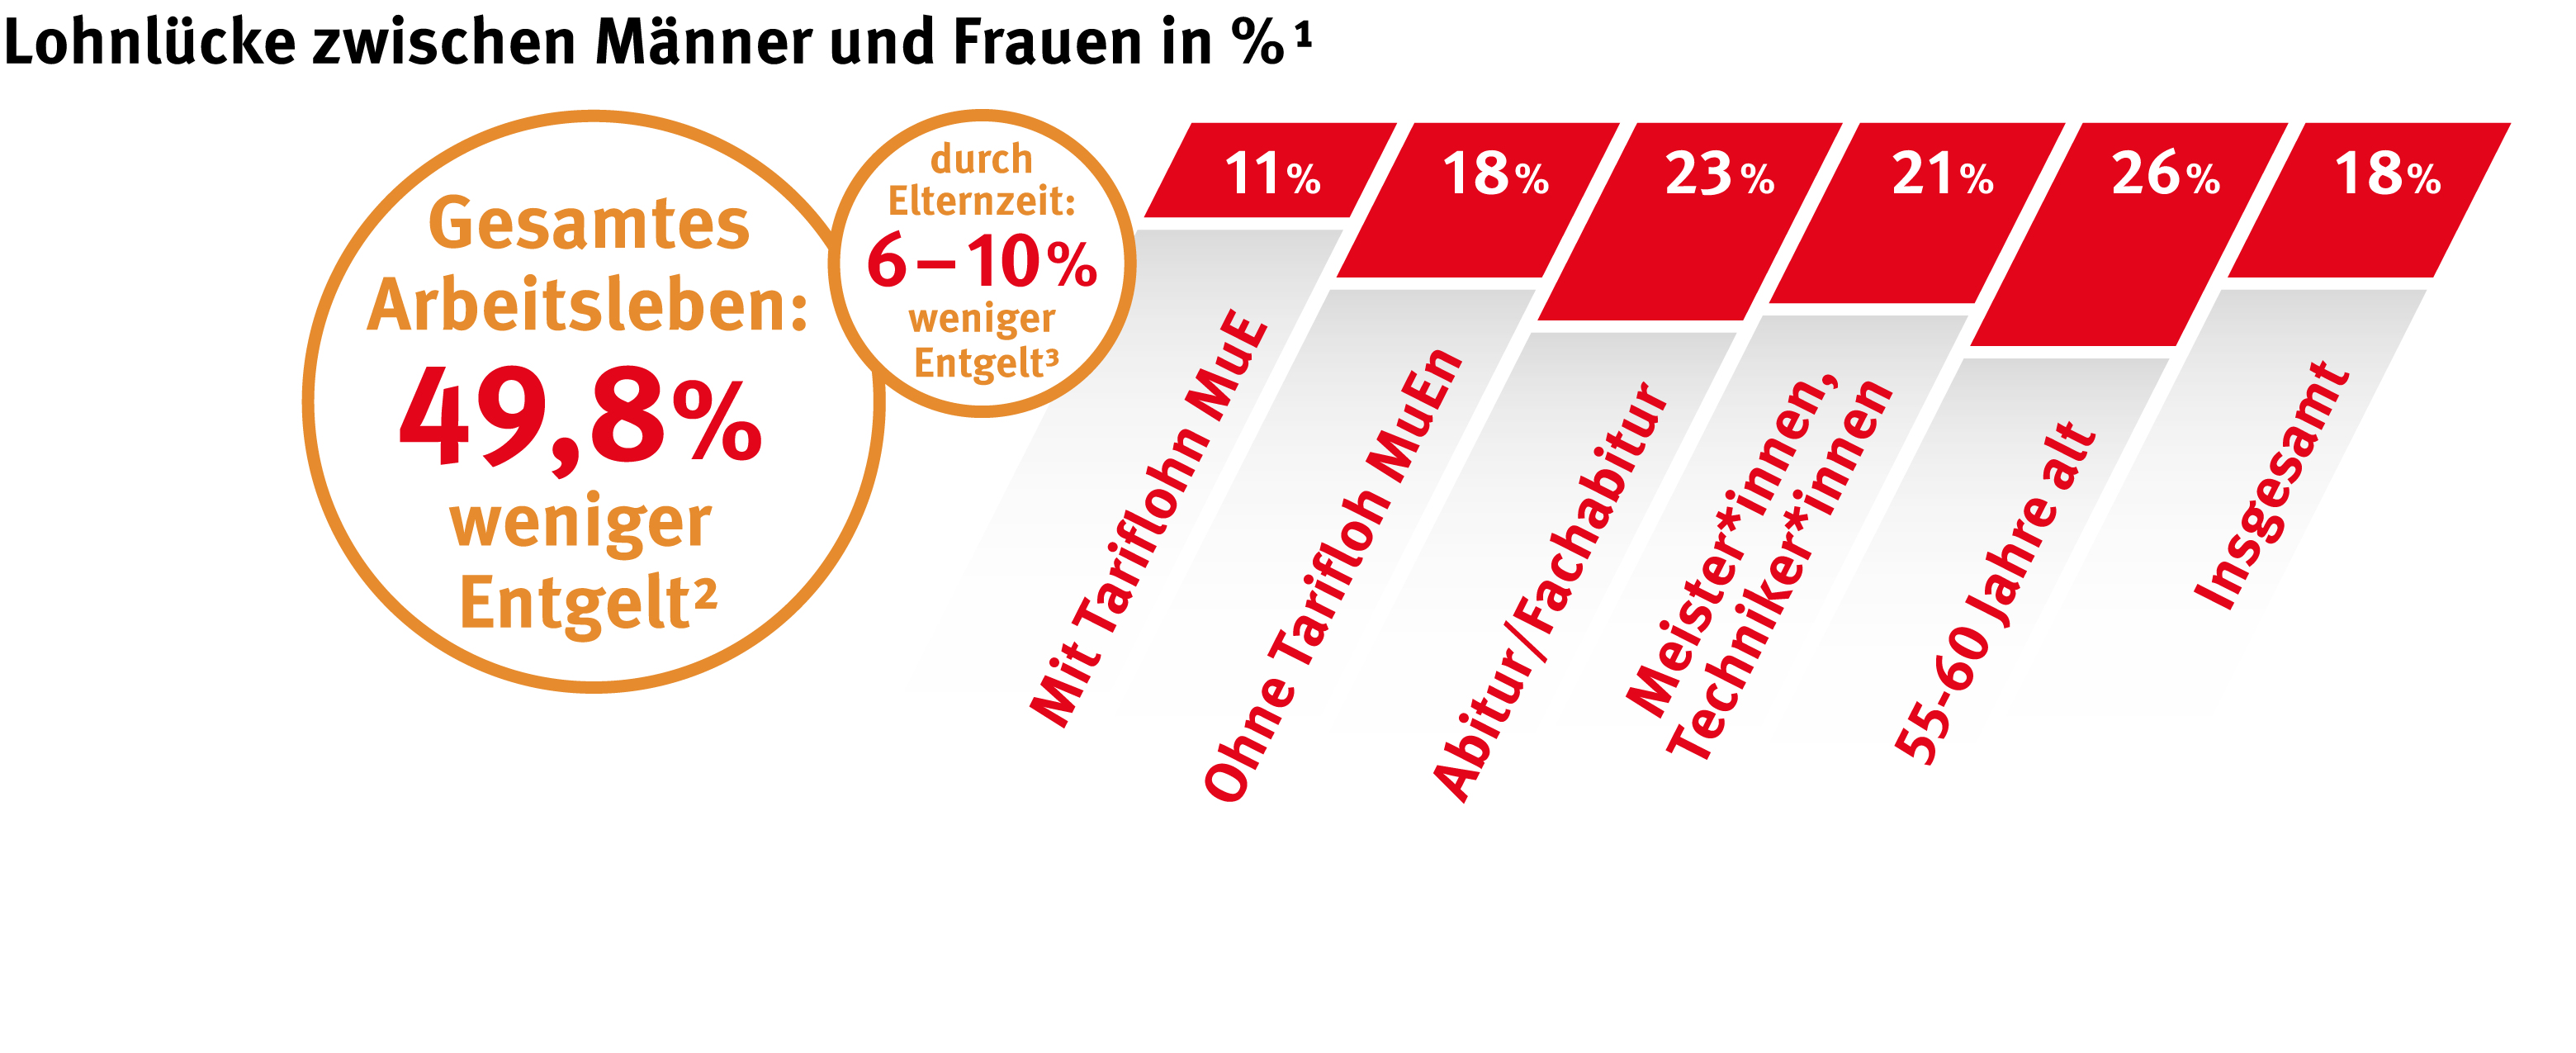 Lohnlücke zwischen Männer und Frauen in %¹
Gesamtes
Arbeitsleben:
49,8%
weniger
Entgelt²
durch
Elternzeit:
6–10%
weniger
Entgelt³
11%
18%
23%
21%
26%
18%
Mit Tariflohn MuE
Ohne Tarifloh MuEn
Abitur/Fachabitur
Meister*innen,
Techniker*innen
55-60 Jahre alt
Insgesamt